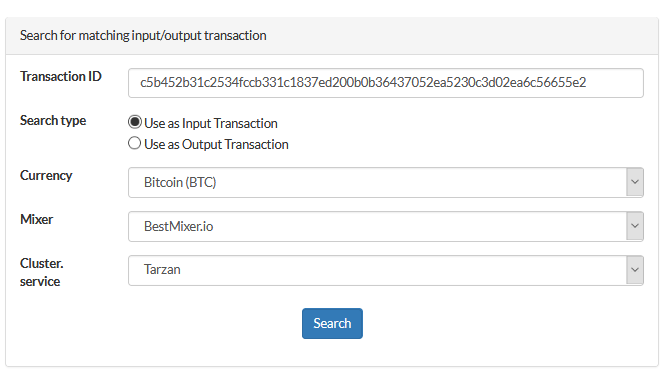 Search for matching input/output transaction
Transaction ID
c5b452b31c2534fccb331c1837ed200b0b36437052ea5230c3d02ea6c56655e2
Search type
Use as Input Transaction
Use as Output Transaction
Currency
Bitcoin (BTC)
Mixer
BestMixer.io
Cluster.
service
Tarzan
Search